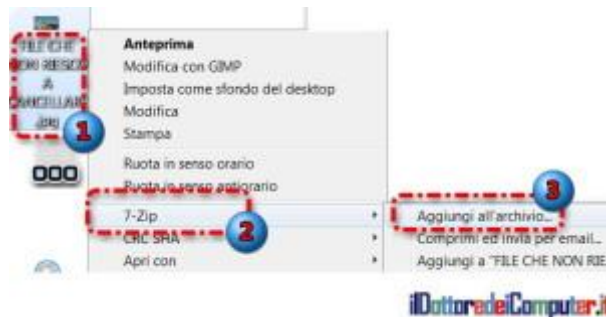 FILE CHE
NON RIESCO
A
CANCELLARE
.jpg
1
Anteprima
Modifica con GIMP
Imposta come sfondo del desktop
Modifica
Stampa
Ruota in senso orario
Ruota in senso antiorario
7-Zip
2
CRC SHA
Apri con
3
Aggiungi all'archivio...
Comprimi ed invia per email...
Aggiungi a "FILE CHE NON RIE
ilDottoredeiComputer.i